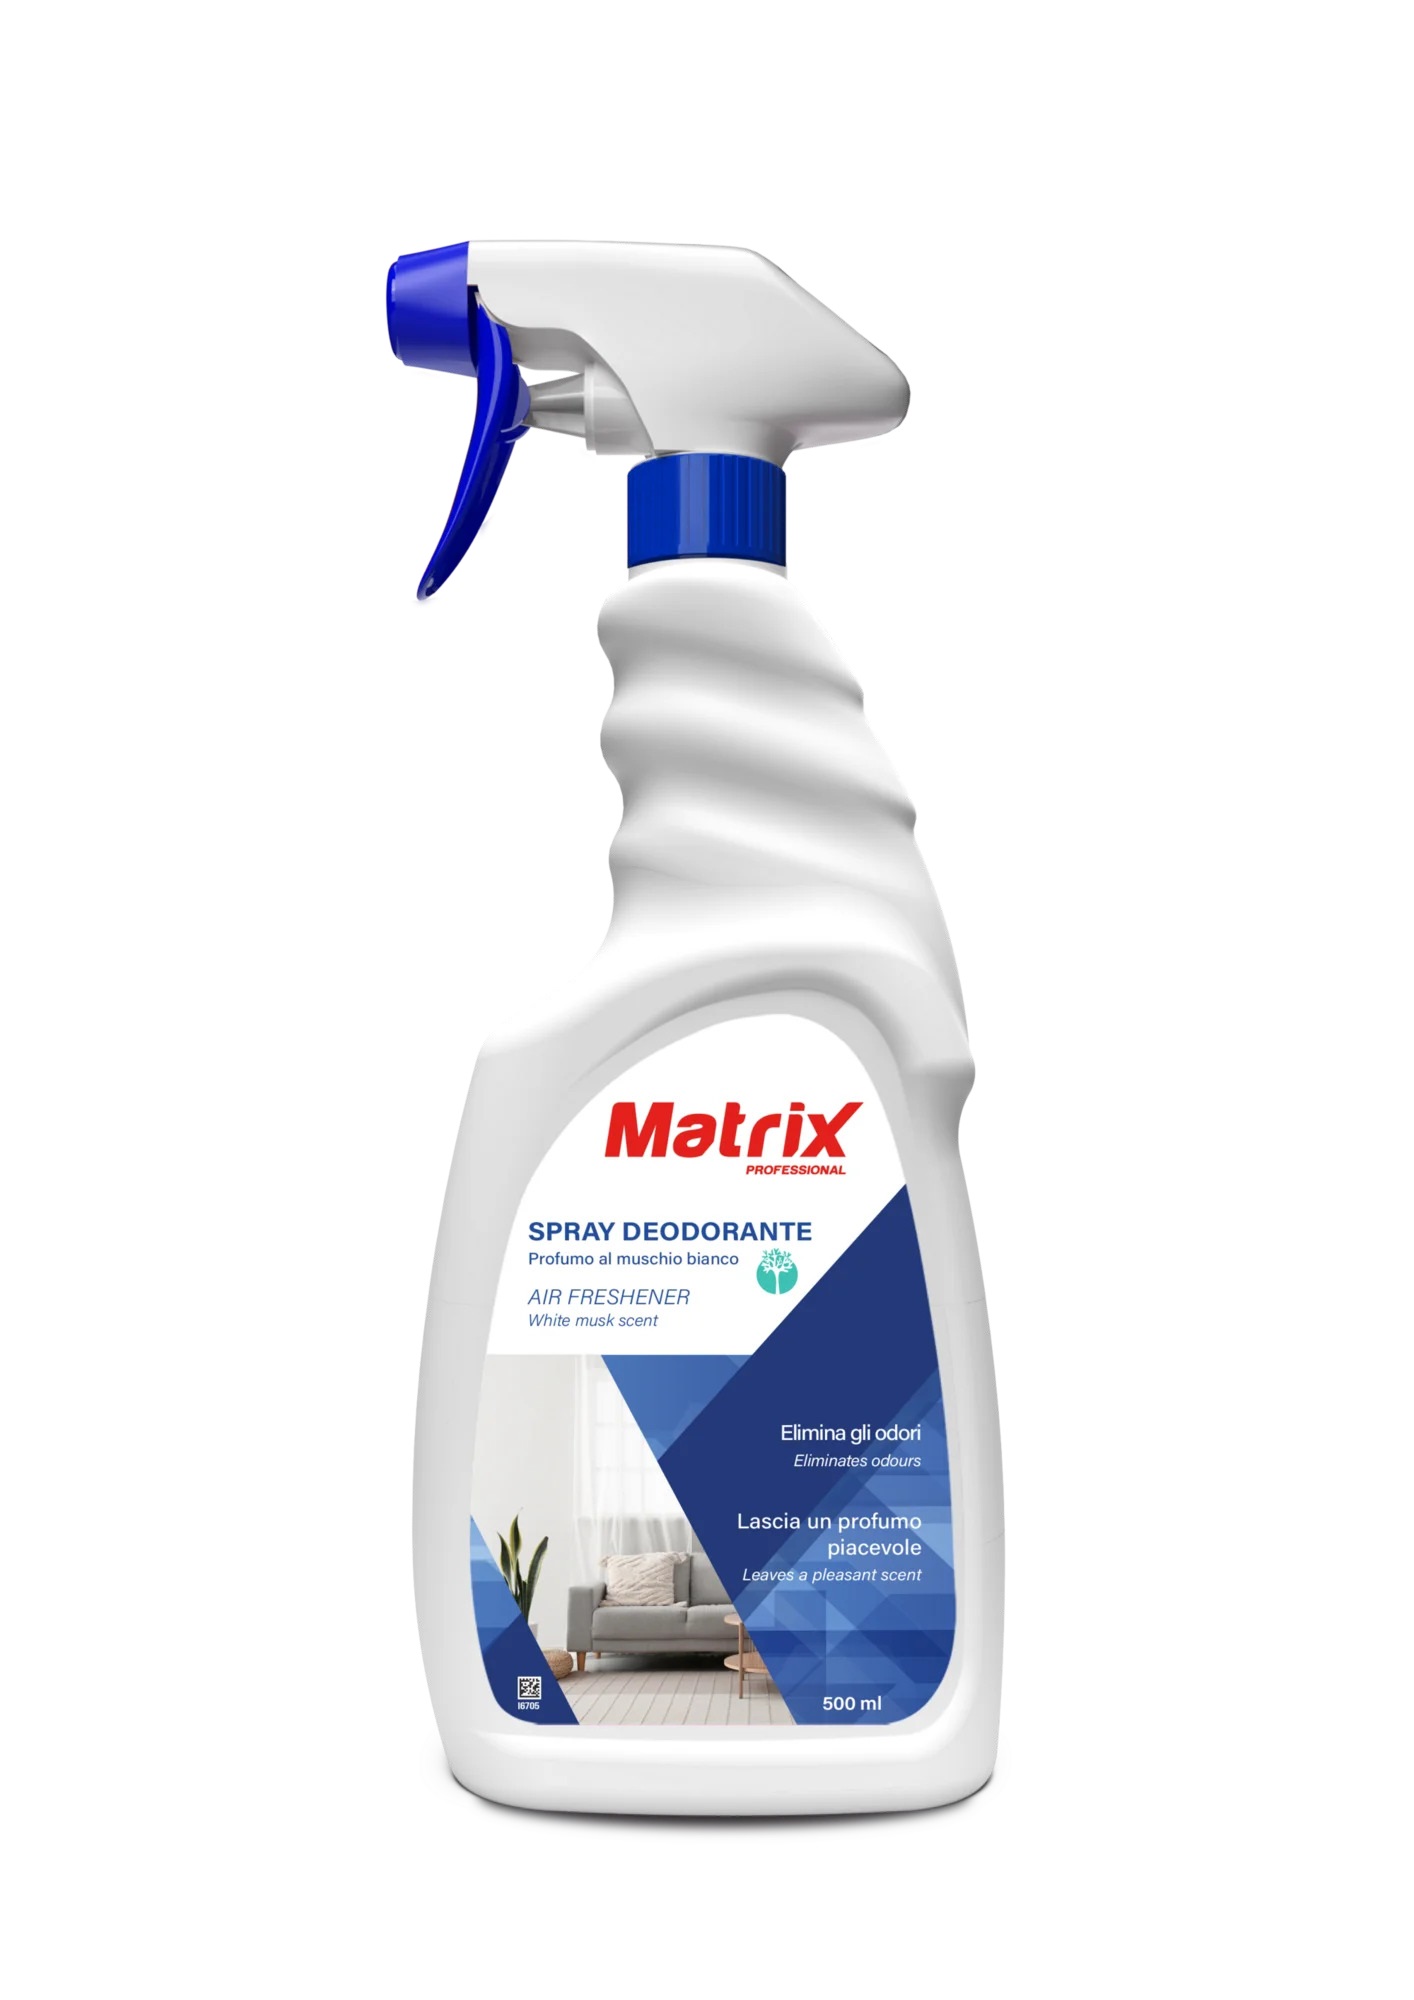 Matrix
PROFESSIONAL
SPRAY DEODORANTE
Profumo al muschio bianco
AIR FRESHENER
White musk scent
Elimina gli odori
Eliminates odours
Lascia un profumo
piacevole
Leaves a pleasant scent
I6705
500 ml